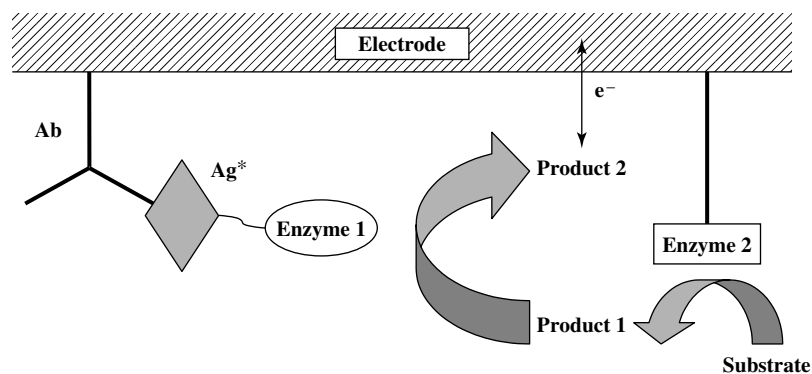 Electrode
e⁻
Ab
Ag*
Product 2
Enzyme 1
Enzyme 2
Product 1
Substrate